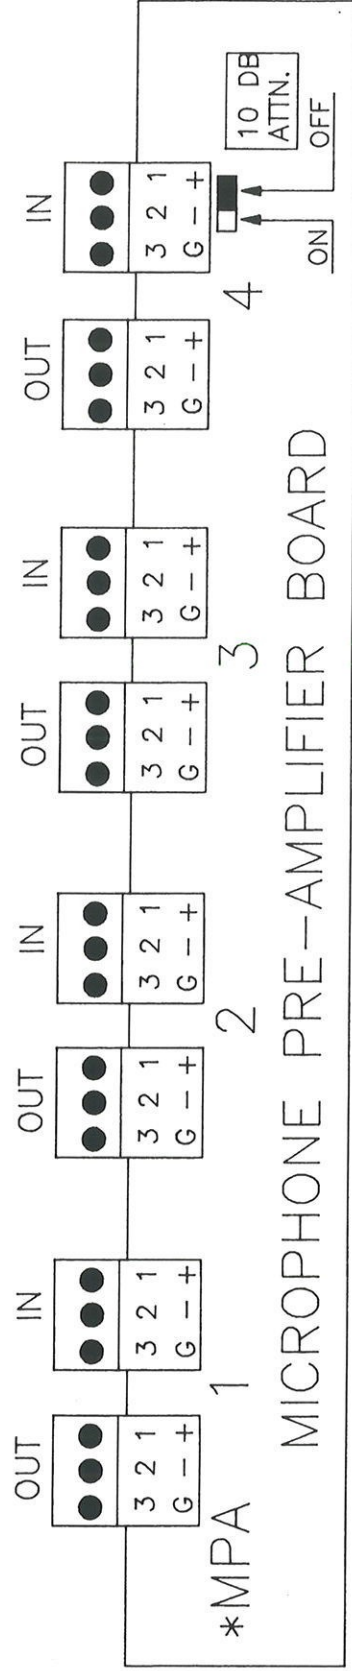 OUT IN OUT IN OUT IN OUT IN
3 2 1 3 2 1 3 2 1 3 2 1 3 2 1 3 2 1 3 2 1 3 2 1
G - + G - + G - + G - + G - + G - + G - + G - +
*MPA 1 2 3 4
10 DB
ATTN.
ON OFF
MICROPHONE PRE-AMPLIFIER BOARD